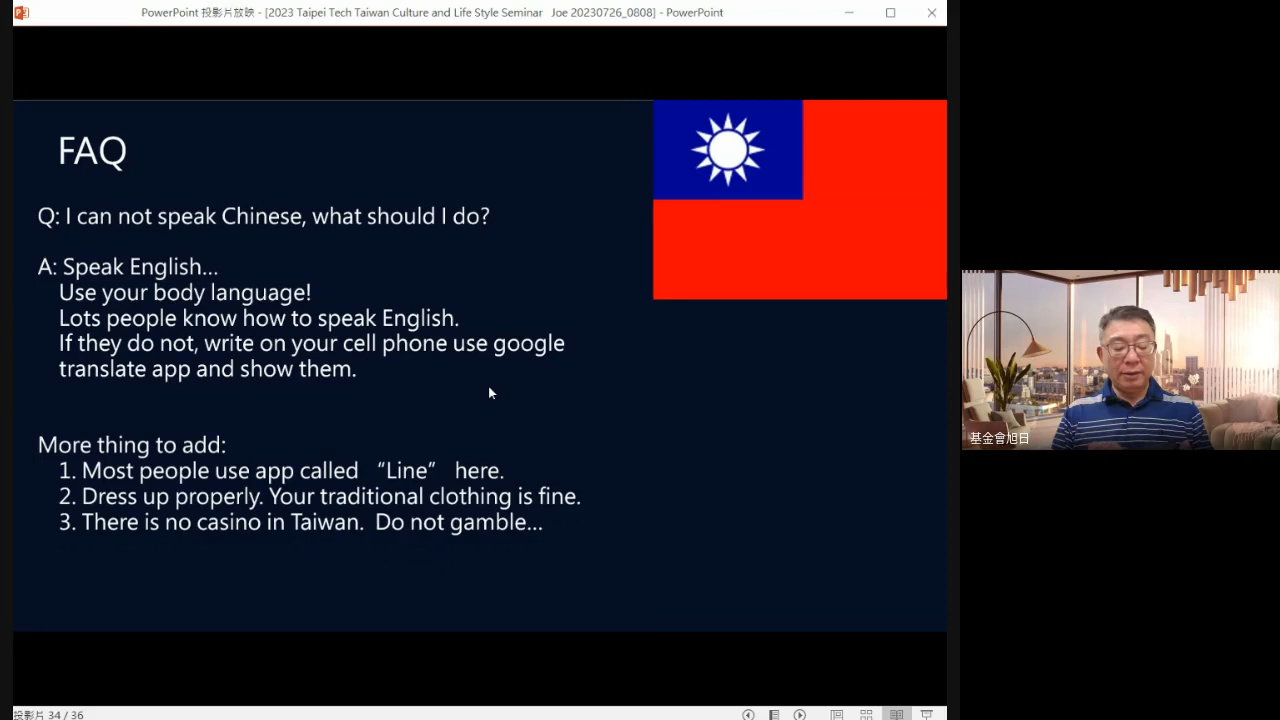 PowerPoint 投影片放映 - [2023 Taipei Tech Taiwan Culture and Life Style Seminar Joe 20230726_0808] - PowerPoint
FAQ
Q: I can not speak Chinese, what should I do?
A: Speak English...
Use your body language!
Lots people know how to speak English.
If they do not, write on your cell phone use google
translate app and show them.
More thing to add:
1. Most people use app called “Line” here.
2. Dress up properly. Your traditional clothing is fine.
3. There is no casino in Taiwan. Do not gamble...
基金會旭日
投影片 34 / 36